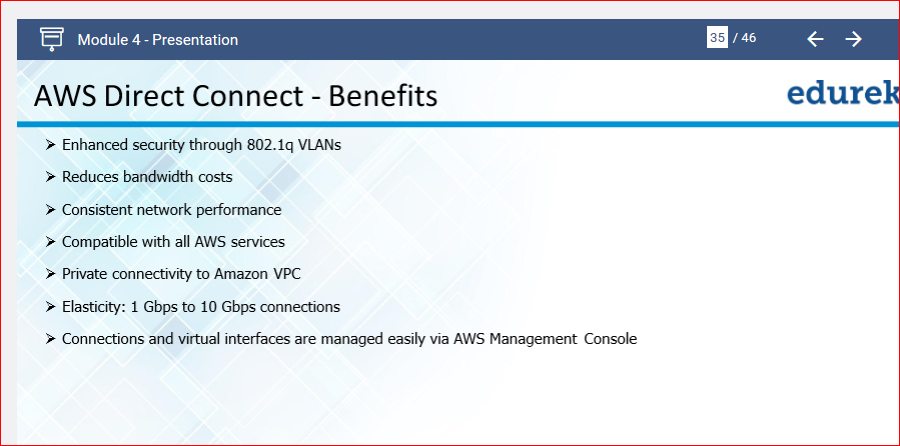 Module 4 - Presentation
35 / 46
AWS Direct Connect - Benefits
edurek
➢ Enhanced security through 802.1q VLANs
➢ Reduces bandwidth costs
➢ Consistent network performance
➢ Compatible with all AWS services
➢ Private connectivity to Amazon VPC
➢ Elasticity: 1 Gbps to 10 Gbps connections
➢ Connections and virtual interfaces are managed easily via AWS Management Console